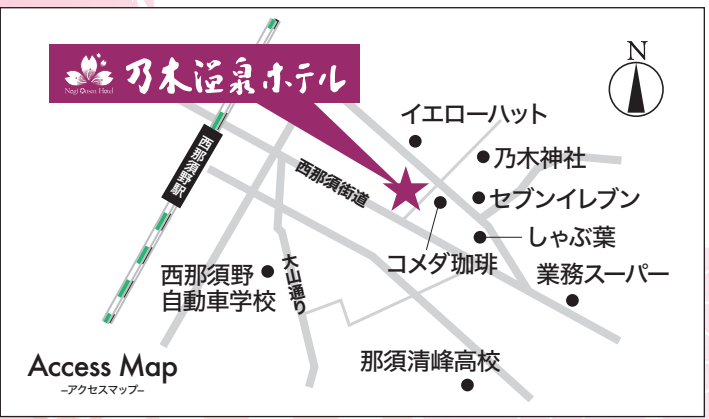 乃木温泉ホテル
Nogi Onsen Hotel
N
イエローハット
乃木神社
西那須野駅
西那須街道
セブンイレブン
しゃぶ葉
コメダ珈琲
業務スーパー
西那須野
自動車学校
大山通り
那須清峰高校
Access Map
–アクセスマップ–